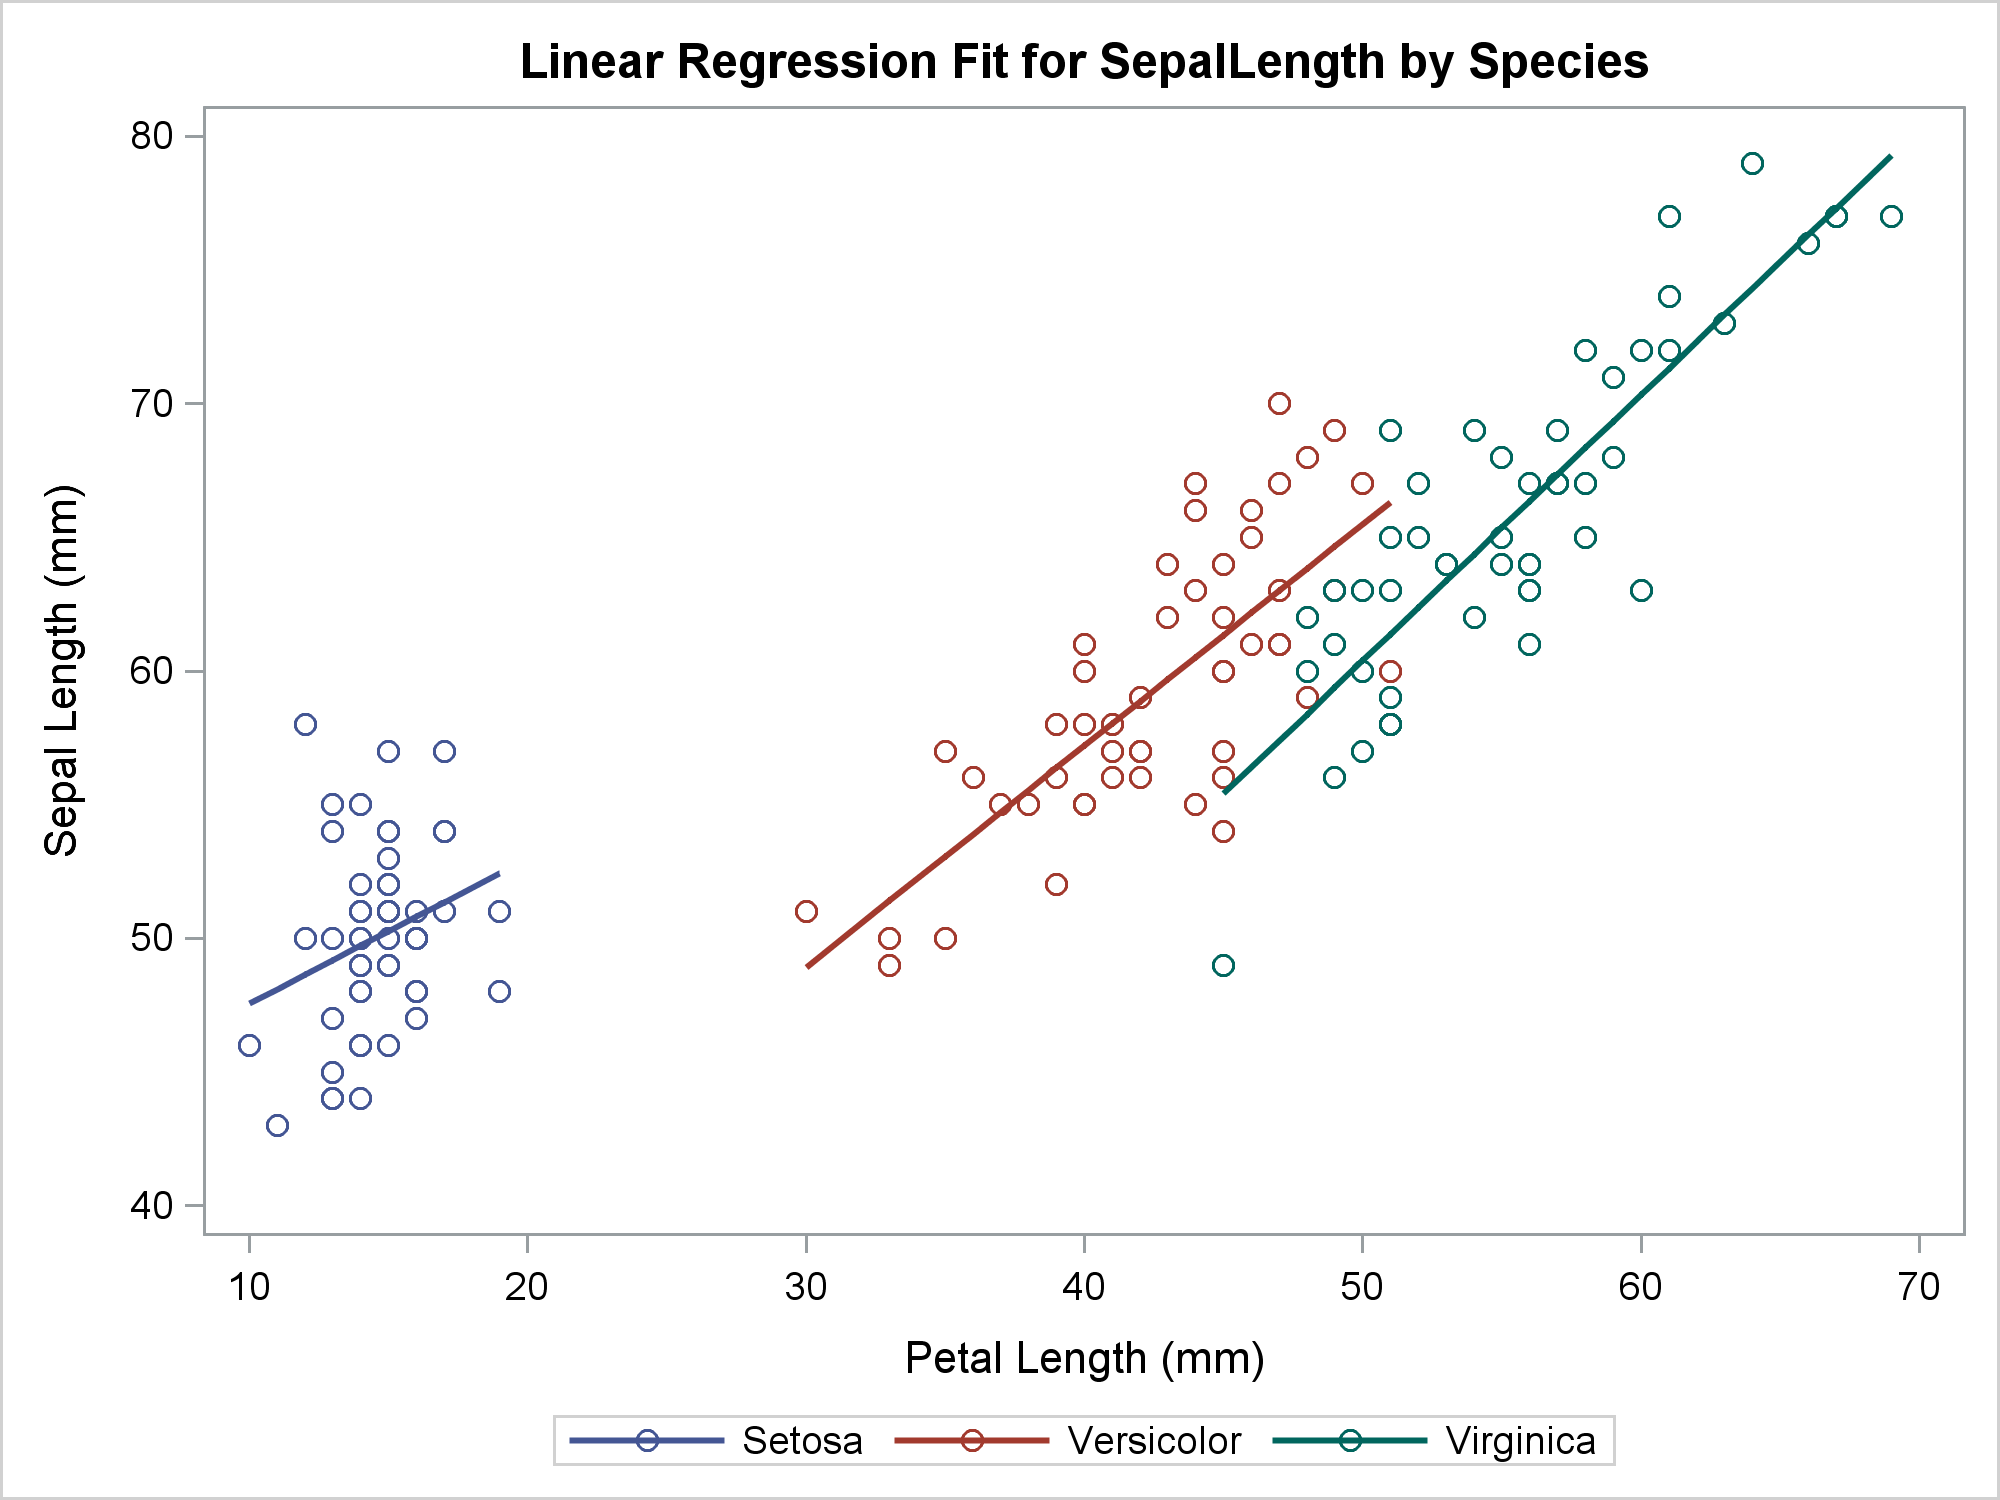 Linear Regression Fit for SepalLength by Species
80
70
60
50
40
Sepal Length (mm)
10 20 30 40 50 60 70
Petal Length (mm)
Setosa Versicolor Virginica